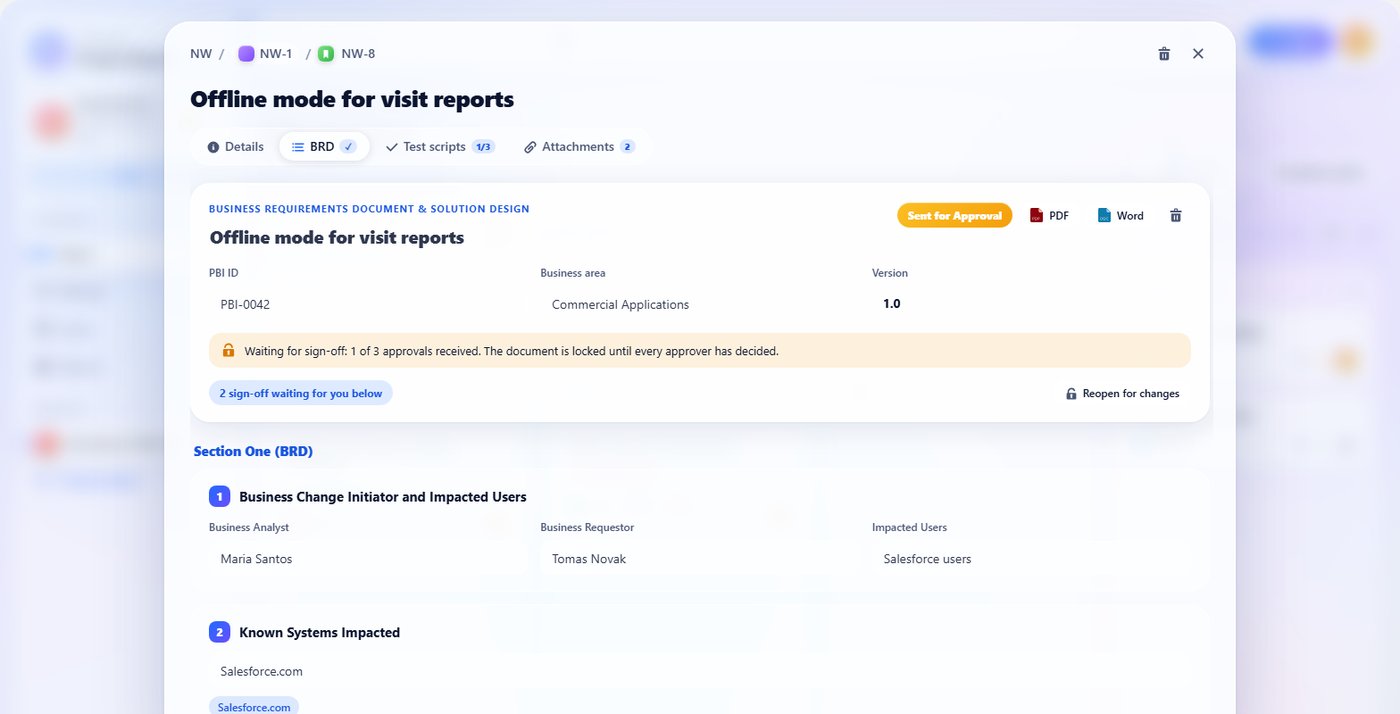 NW / NW-1 / NW-8
Offline mode for visit reports
Details BRD ✓ Test scripts 1/3 Attachments 2
BUSINESS REQUIREMENTS DOCUMENT & SOLUTION DESIGN
Sent for Approval PDF Word
Offline mode for visit reports
PBI ID Business area Version
PBI-0042 Commercial Applications 1.0
Waiting for sign-off: 1 of 3 approvals received. The document is locked until every approver has decided.
2 sign-off waiting for you below Reopen for changes
Section One (BRD)
1 Business Change Initiator and Impacted Users
Business Analyst Business Requestor Impacted Users
Maria Santos Tomas Novak Salesforce users
2 Known Systems Impacted
Salesforce.com
Salesforce.com